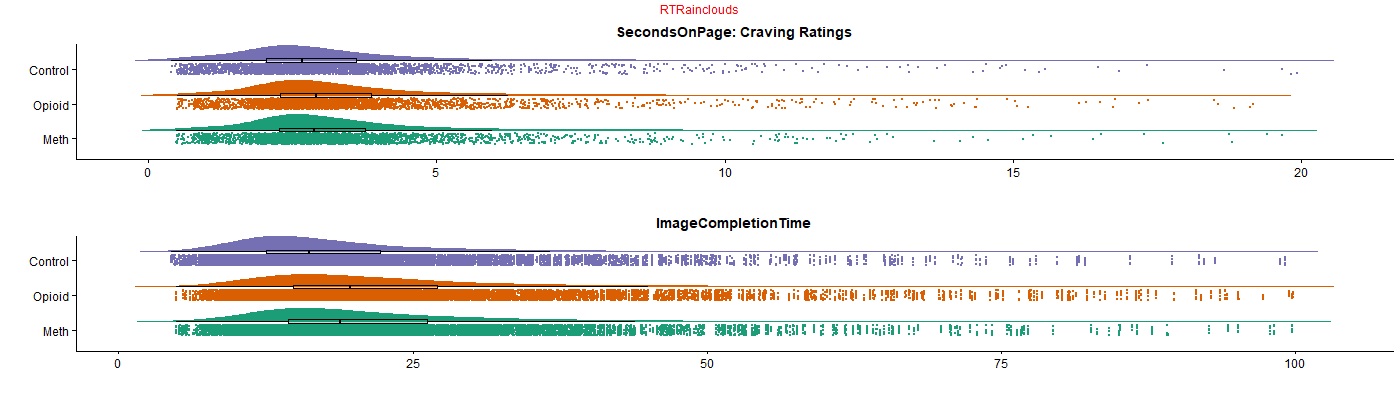 RTRainclouds
SecondsOnPage: Craving Ratings
Control
Opioid
Meth
0 5 10 15 20
ImageCompletionTime
Control
Opioid
Meth
0 25 50 75 100